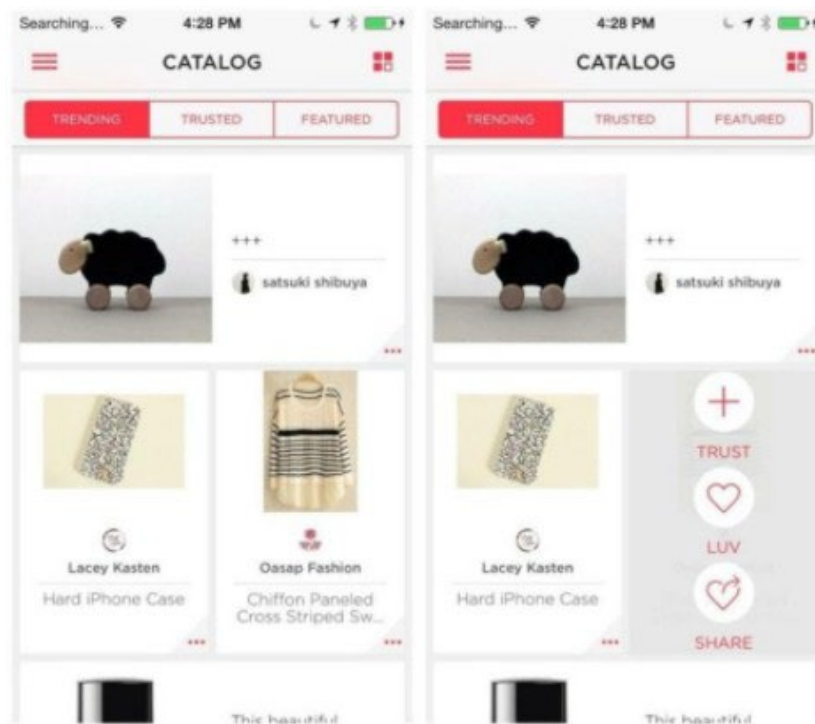 Searching...
4:28 PM
CATALOG
TRENDING
TRUSTED
FEATURED
+++
satsuki shibuya
Lacey Kasten
Hard iPhone Case
Oasap Fashion
Chiffon Paneled
Cross Striped Sw...
This beautiful
Searching...
4:28 PM
CATALOG
TRENDING
TRUSTED
FEATURED
+++
satsuki shibuya
Lacey Kasten
Hard iPhone Case
TRUST
LUV
SHARE
This beautiful